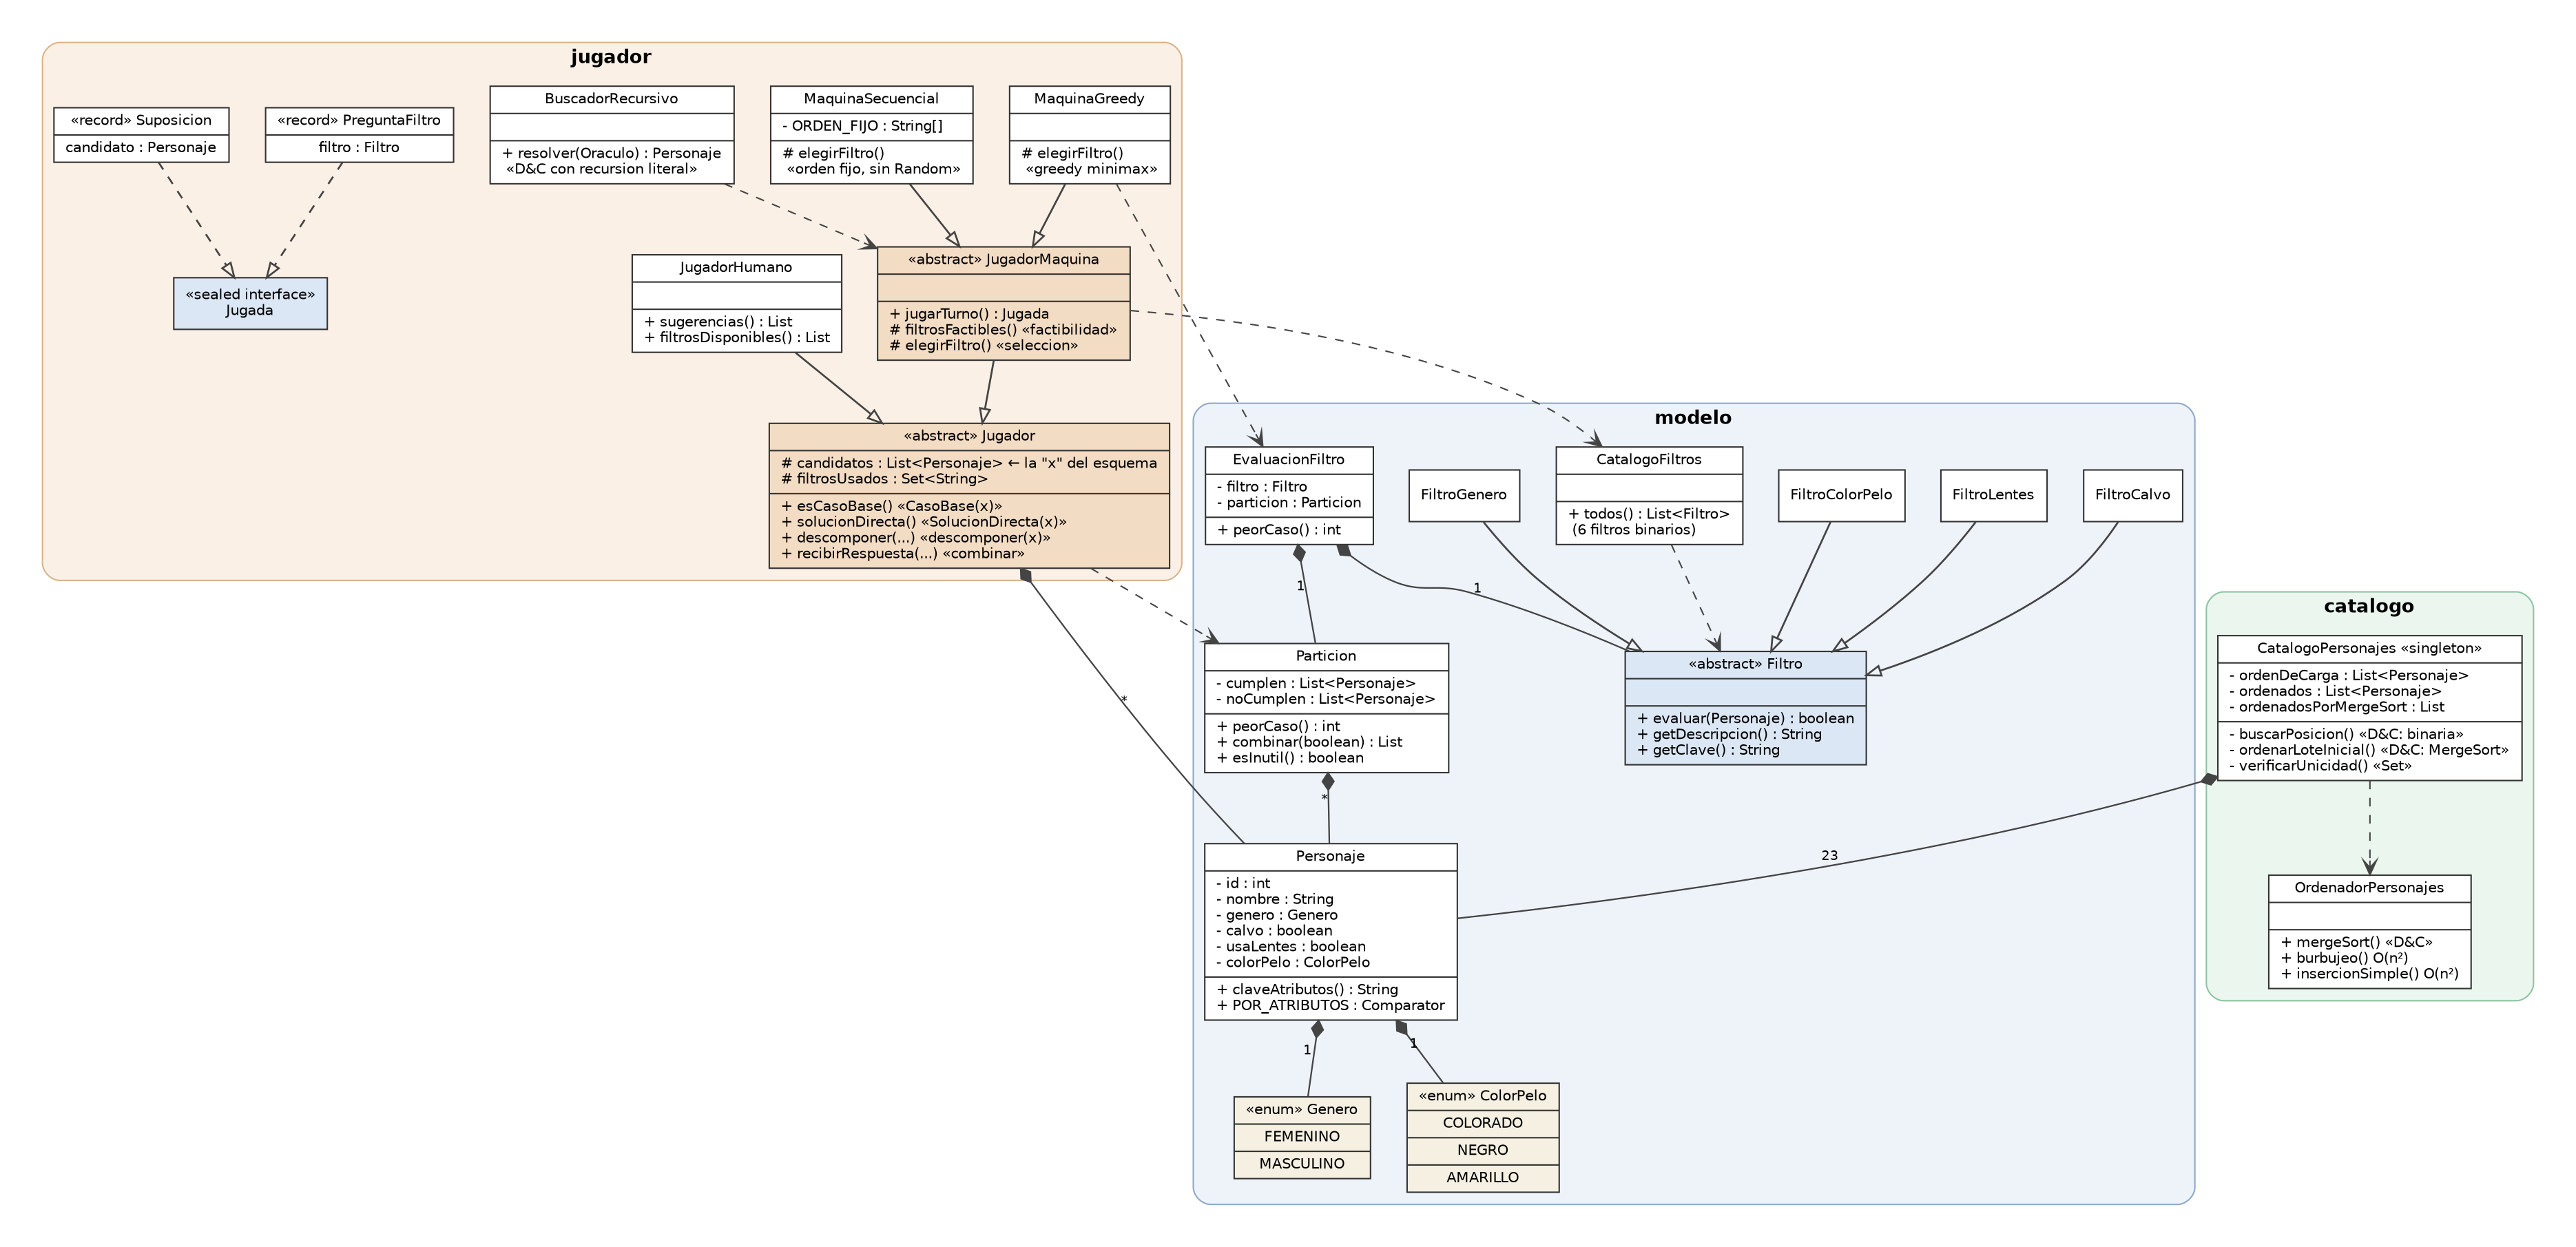 jugador
«record» Suposicion
candidato : Personaje
«record» PreguntaFiltro
filtro : Filtro
BuscadorRecursivo
+ resolver(Oraculo) : Personaje
«D&C con recursion literal»
MaquinaSecuencial
- ORDEN_FIJO : String[]
# elegirFiltro()
«orden fijo, sin Random»
MaquinaGreedy
# elegirFiltro()
«greedy minimax»
«sealed interface»
Jugada
JugadorHumano
+ sugerencias() : List
+ filtrosDisponibles() : List
«abstract» JugadorMaquina
+ jugarTurno() : Jugada
# filtrosFactibles() «factibilidad»
# elegirFiltro() «seleccion»
«abstract» Jugador
# candidatos : List<Personaje> ← la "x" del esquema
# filtrosUsados : Set<String>
+ esCasoBase() «CasoBase(x)»
+ solucionDirecta() «SolucionDirecta(x)»
+ descomponer(...) «descomponer(x)»
+ recibirRespuesta(...) «combinar»
modelo
EvaluacionFiltro
- filtro : Filtro
- particion : Particion
+ peorCaso() : int
FiltroGenero
CatalogoFiltros
+ todos() : List<Filtro>
(6 filtros binarios)
FiltroColorPelo
FiltroLentes
FiltroCalvo
1
1
Particion
- cumplen : List<Personaje>
- noCumplen : List<Personaje>
+ peorCaso() : int
+ combinar(boolean) : List
+ esInutil() : boolean
«abstract» Filtro
+ evaluar(Personaje) : boolean
+ getDescripcion() : String
+ getClave() : String
*
*
Personaje
- id : int
- nombre : String
- genero : Genero
- calvo : boolean
- usaLentes : boolean
- colorPelo : ColorPelo
+ claveAtributos() : String
+ POR_ATRIBUTOS : Comparator
23
1
1
«enum» Genero
FEMENINO
MASCULINO
«enum» ColorPelo
COLORADO
NEGRO
AMARILLO
catalogo
CatalogoPersonajes «singleton»
- ordenDeCarga : List<Personaje>
- ordenados : List<Personaje>
- ordenadosPorMergeSort : List
- buscarPosicion() «D&C: binaria»
- ordenarLoteInicial() «D&C: MergeSort»
- verificarUnicidad() «Set»
OrdenadorPersonajes
+ mergeSort() «D&C»
+ burbujeo() O(n²)
+ insercionSimple() O(n²)